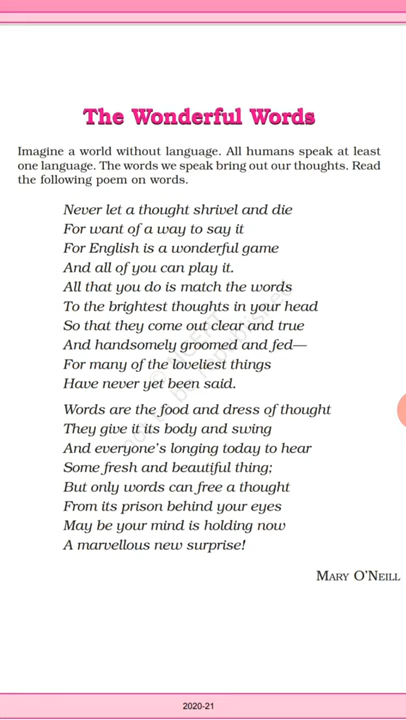 The Wonderful Words
Imagine a world without language. All humans speak at least
one language. The words we speak bring out our thoughts. Read
the following poem on words.
Never let a thought shrivel and die
For want of a way to say it
For English is a wonderful game
And all of you can play it.
All that you do is match the words
To the brightest thoughts in your head
So that they come out clear and true
And handsomely groomed and fed—
For many of the loveliest things
Have never yet been said.
Words are the food and dress of thought
They give it its body and swing
And everyone's longing today to hear
Some fresh and beautiful thing;
But only words can free a thought
From its prison behind your eyes
May be your mind is holding now
A marvellous new surprise!
MARY O'NEILL
© NCERT
not to be republished
2020-21